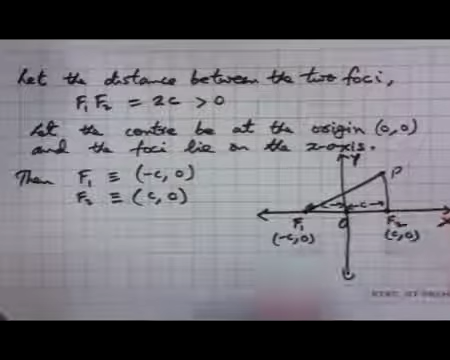 Let the distance between the two foci,
F₁F₂ = 2c > 0
Let the centre be at the origin (0,0)
and the foci lie on the x-axis.
Then F₁ ≡ (-c, 0)
F₂ ≡ (c, 0)
y
P
c
c
F₁
O
F₂
x
(-c, 0)
(c, 0)